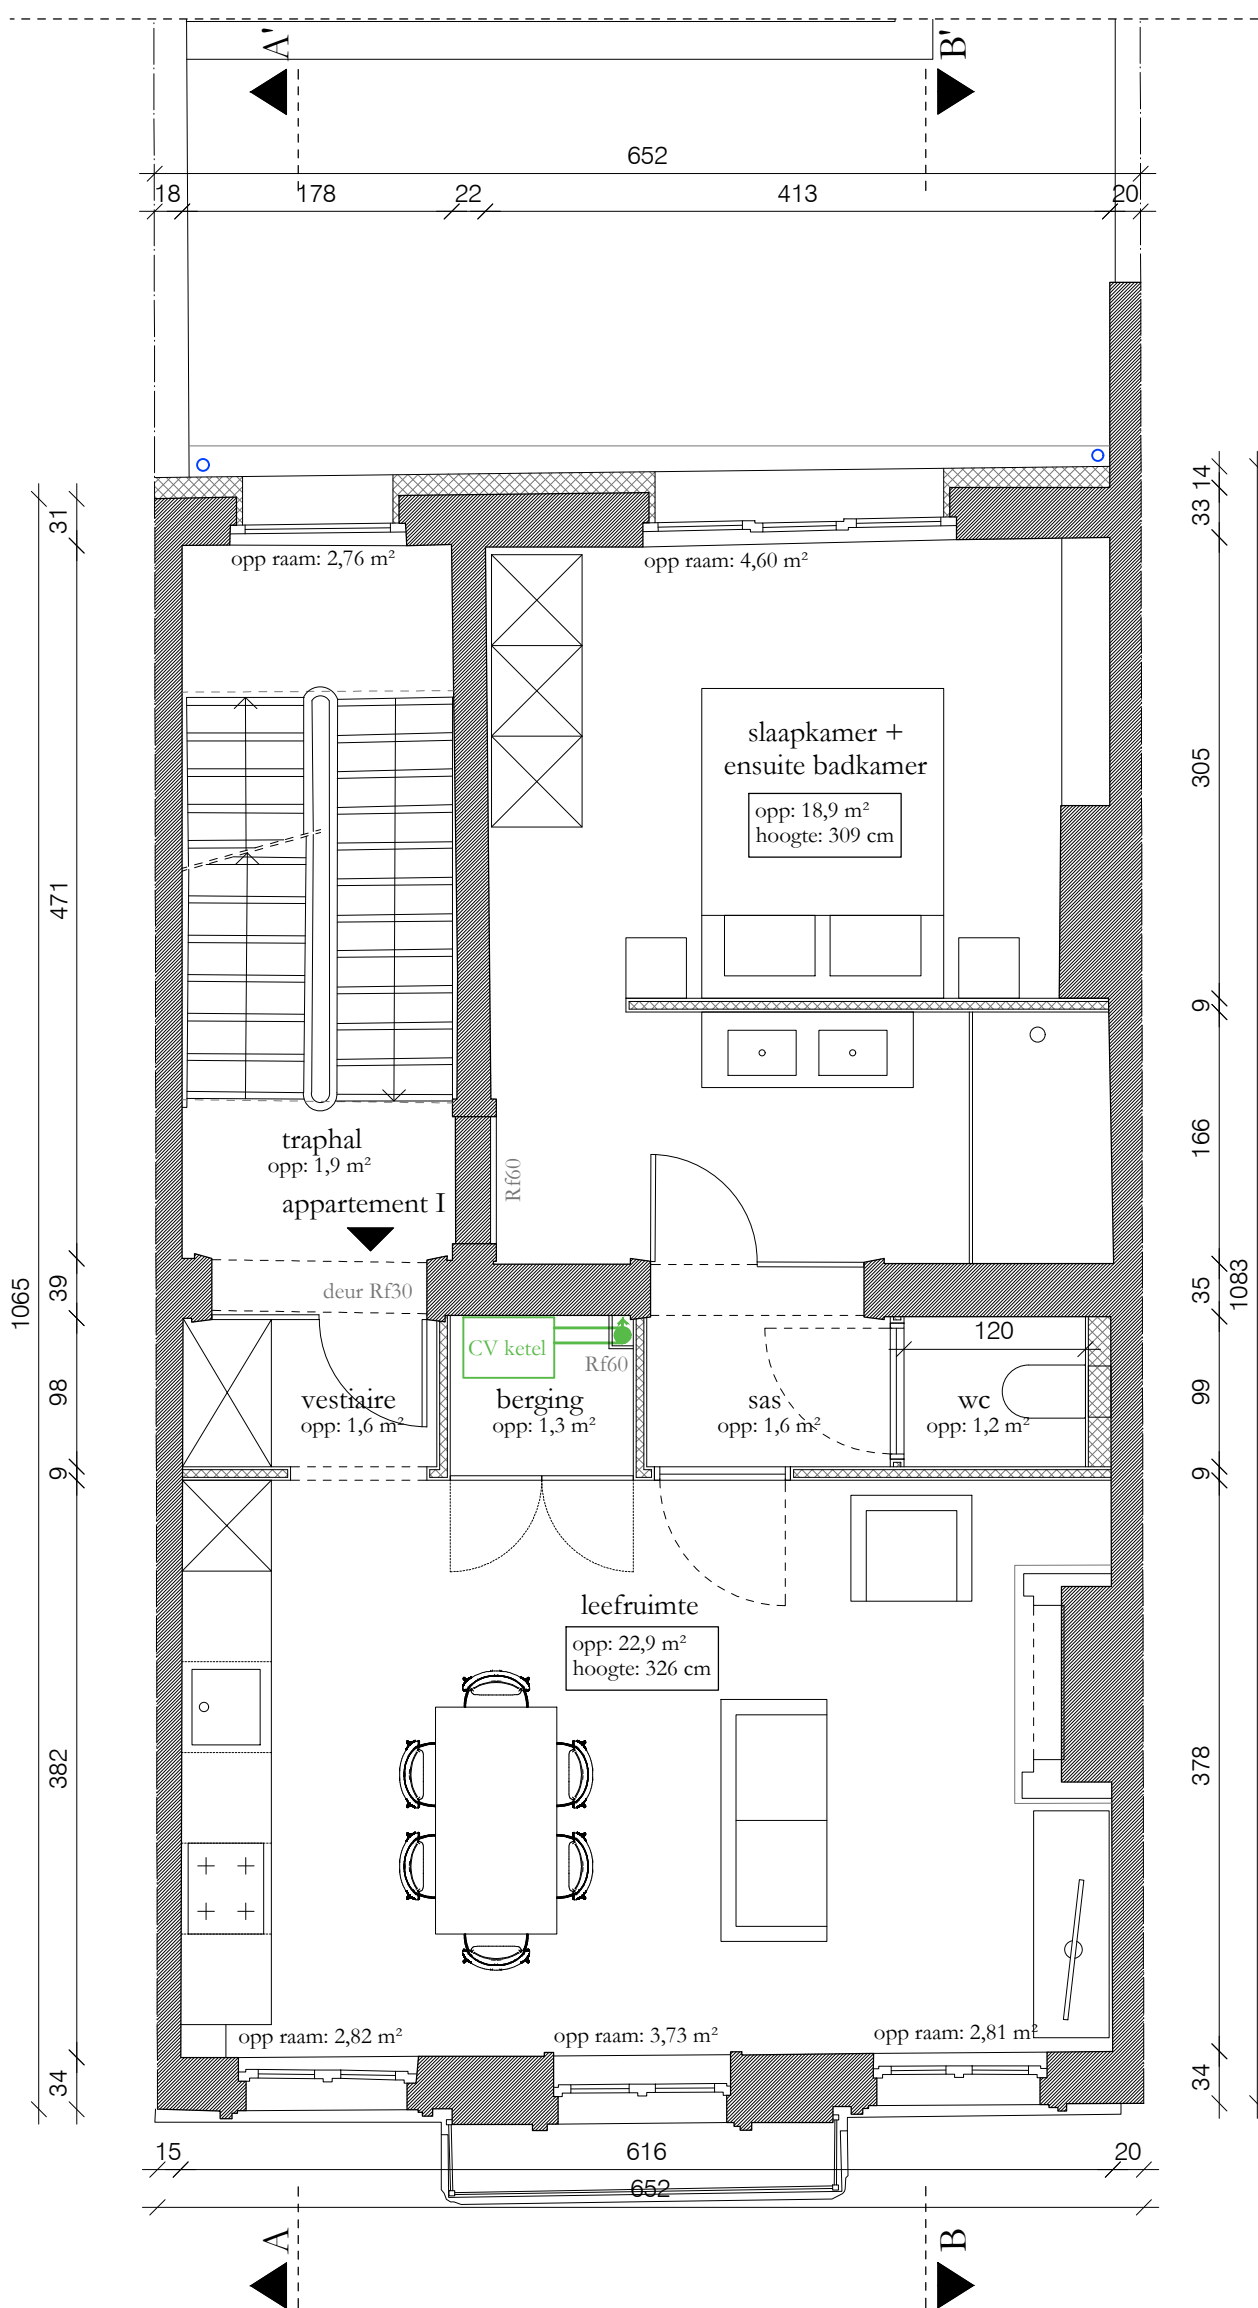 A'
B'
652
18
178
22
413
20
31
14
33
opp raam: 2,76 m²
opp raam: 4,60 m²
slaapkamer +
ensuite badkamer
opp: 18,9 m²
hoogte: 309 cm
305
471
9
traphal
opp: 1,9 m²
appartement I
Rf60
166
deur Rf30
39
35
1065
1083
CV ketel
Rf60
120
vestiaire
opp: 1,6 m²
berging
opp: 1,3 m²
sas
opp: 1,6 m²
wc
opp: 1,2 m²
98
99
9
9
leefruimte
opp: 22,9 m²
hoogte: 326 cm
382
378
opp raam: 2,82 m²
opp raam: 3,73 m²
opp raam: 2,81 m²
34
34
15
616
20
652
A
B